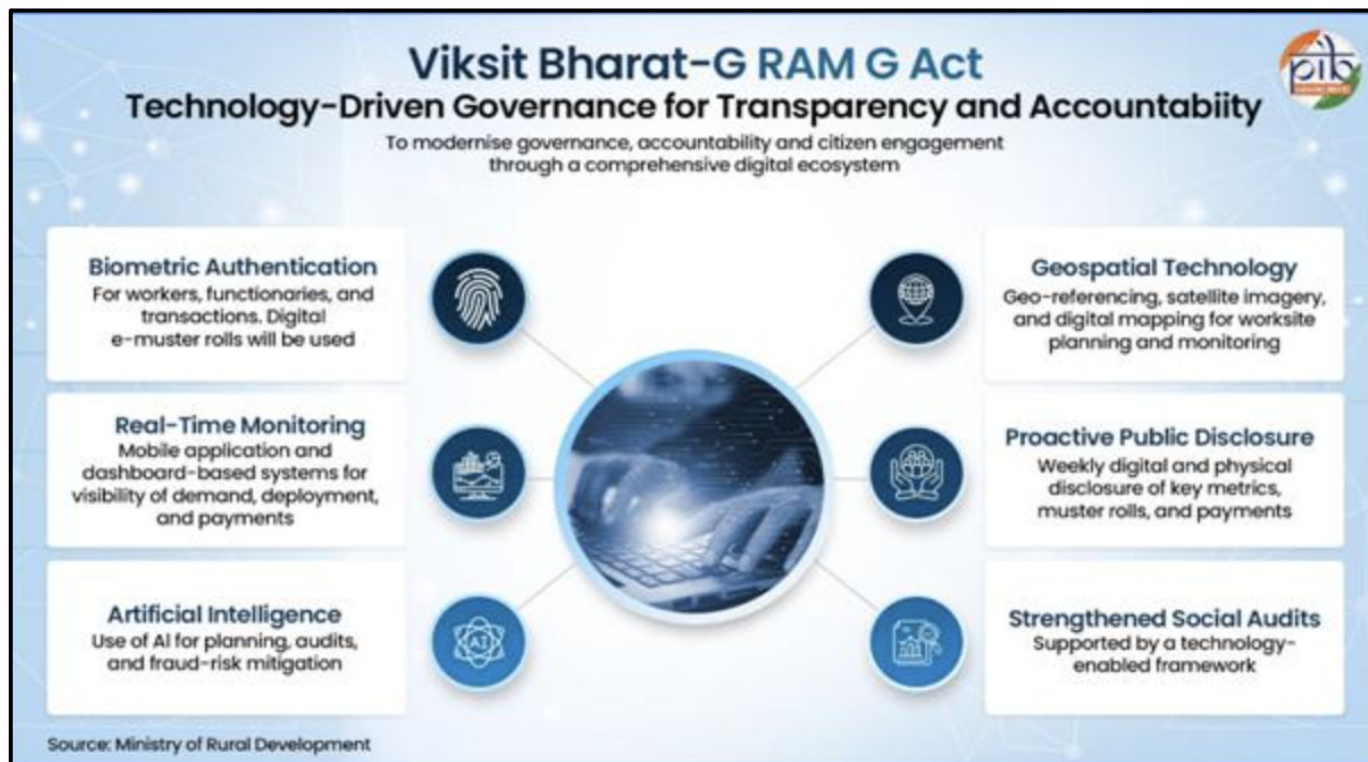 Viksit Bharat-G RAM G Act
Technology-Driven Governance for Transparency and Accountabiity
To modernise governance, accountability and citizen engagement
through a comprehensive digital ecosystem
pib
Biometric Authentication
For workers, functionaries, and
transactions. Digital
e-muster rolls will be used
Real-Time Monitoring
Mobile application and
dashboard-based systems for
visibility of demand, deployment,
and payments
Artificial Intelligence
Use of AI for planning, audits,
and fraud-risk mitigation
AI
Geospatial Technology
Geo-referencing, satellite imagery,
and digital mapping for worksite
planning and monitoring
Proactive Public Disclosure
Weekly digital and physical
disclosure of key metrics,
muster rolls, and payments
Strengthened Social Audits
Supported by a technology-
enabled framework
Source: Ministry of Rural Development